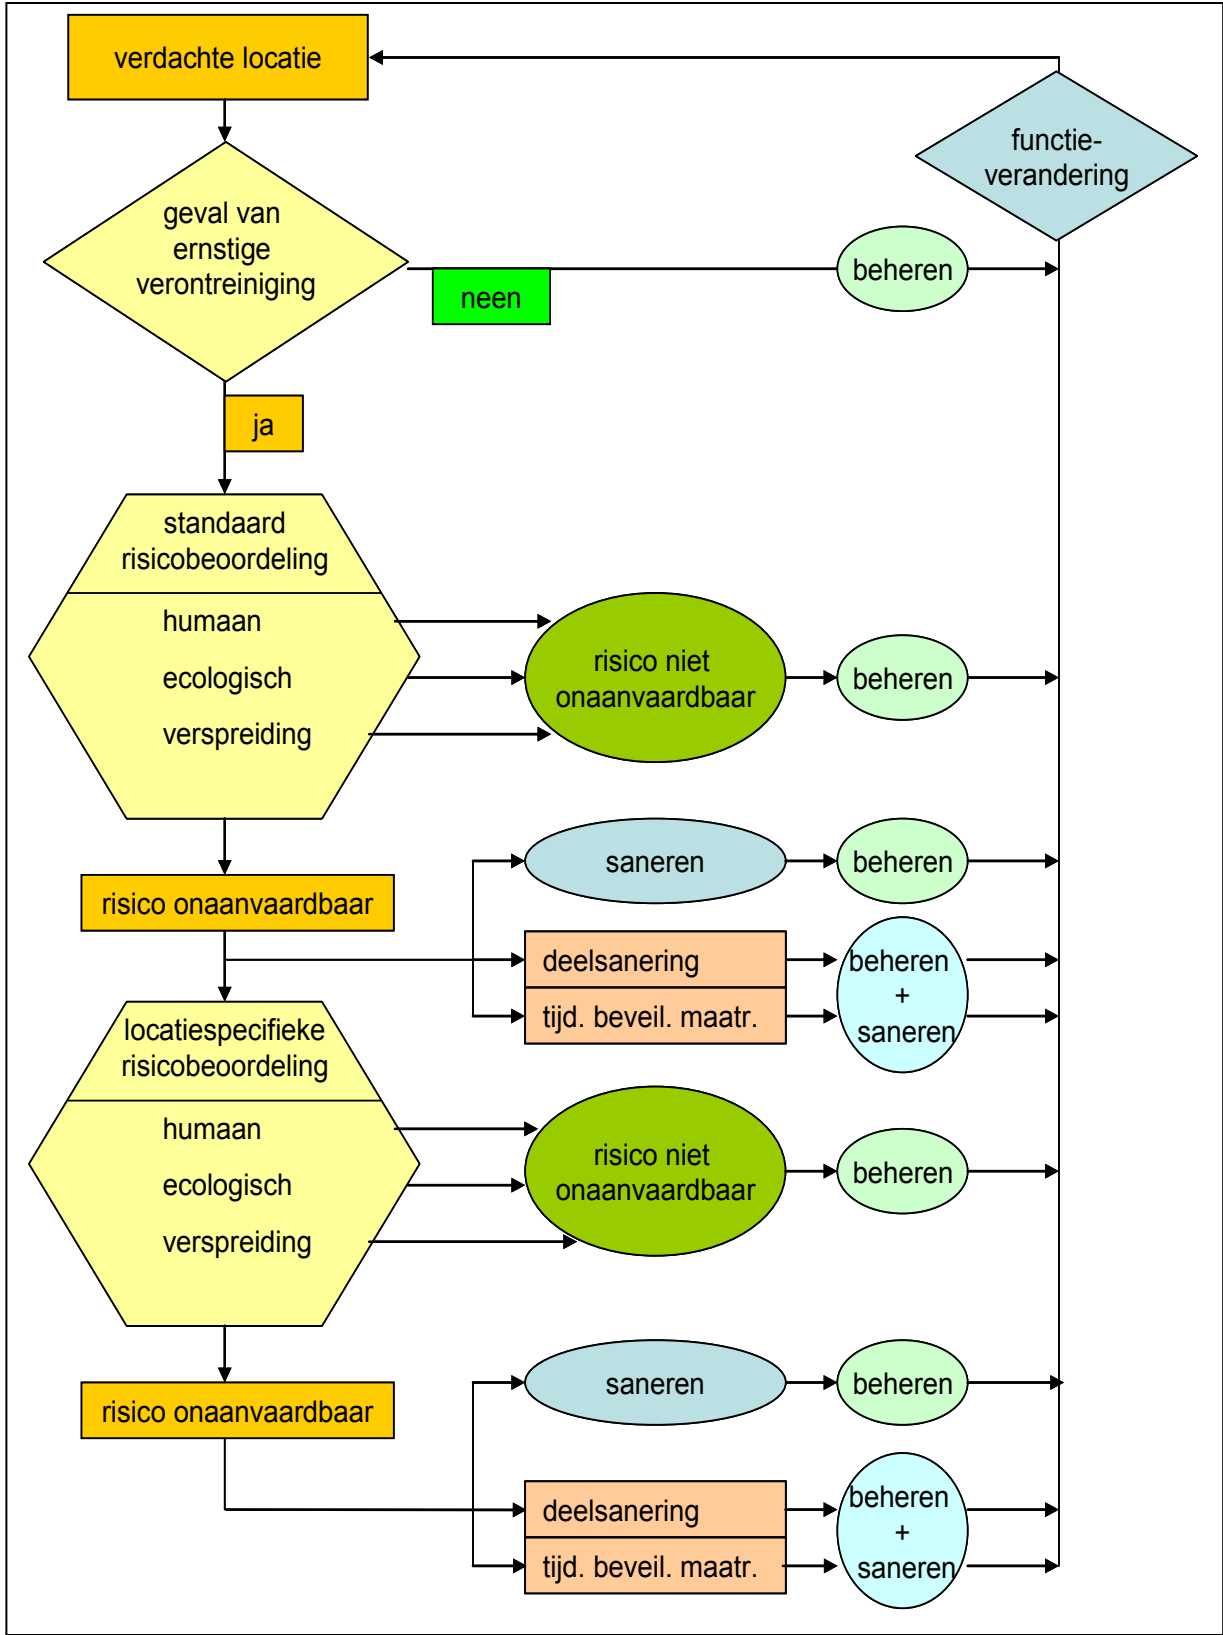 verdachte locatie
functie-
verandering
geval van
ernstige
verontreiniging
neen
beheren
ja
standaard
risicobeoordeling
humaan
ecologisch
verspreiding
risico niet
onaanvaardbaar
beheren
risico onaanvaardbaar
saneren
beheren
deelsanering
tijd. beveil. maatr.
beheren
+
saneren
locatiespecifieke
risicobeoordeling
humaan
ecologisch
verspreiding
risico niet
onaanvaardbaar
beheren
risico onaanvaardbaar
saneren
beheren
deelsanering
tijd. beveil. maatr.
beheren
+
saneren